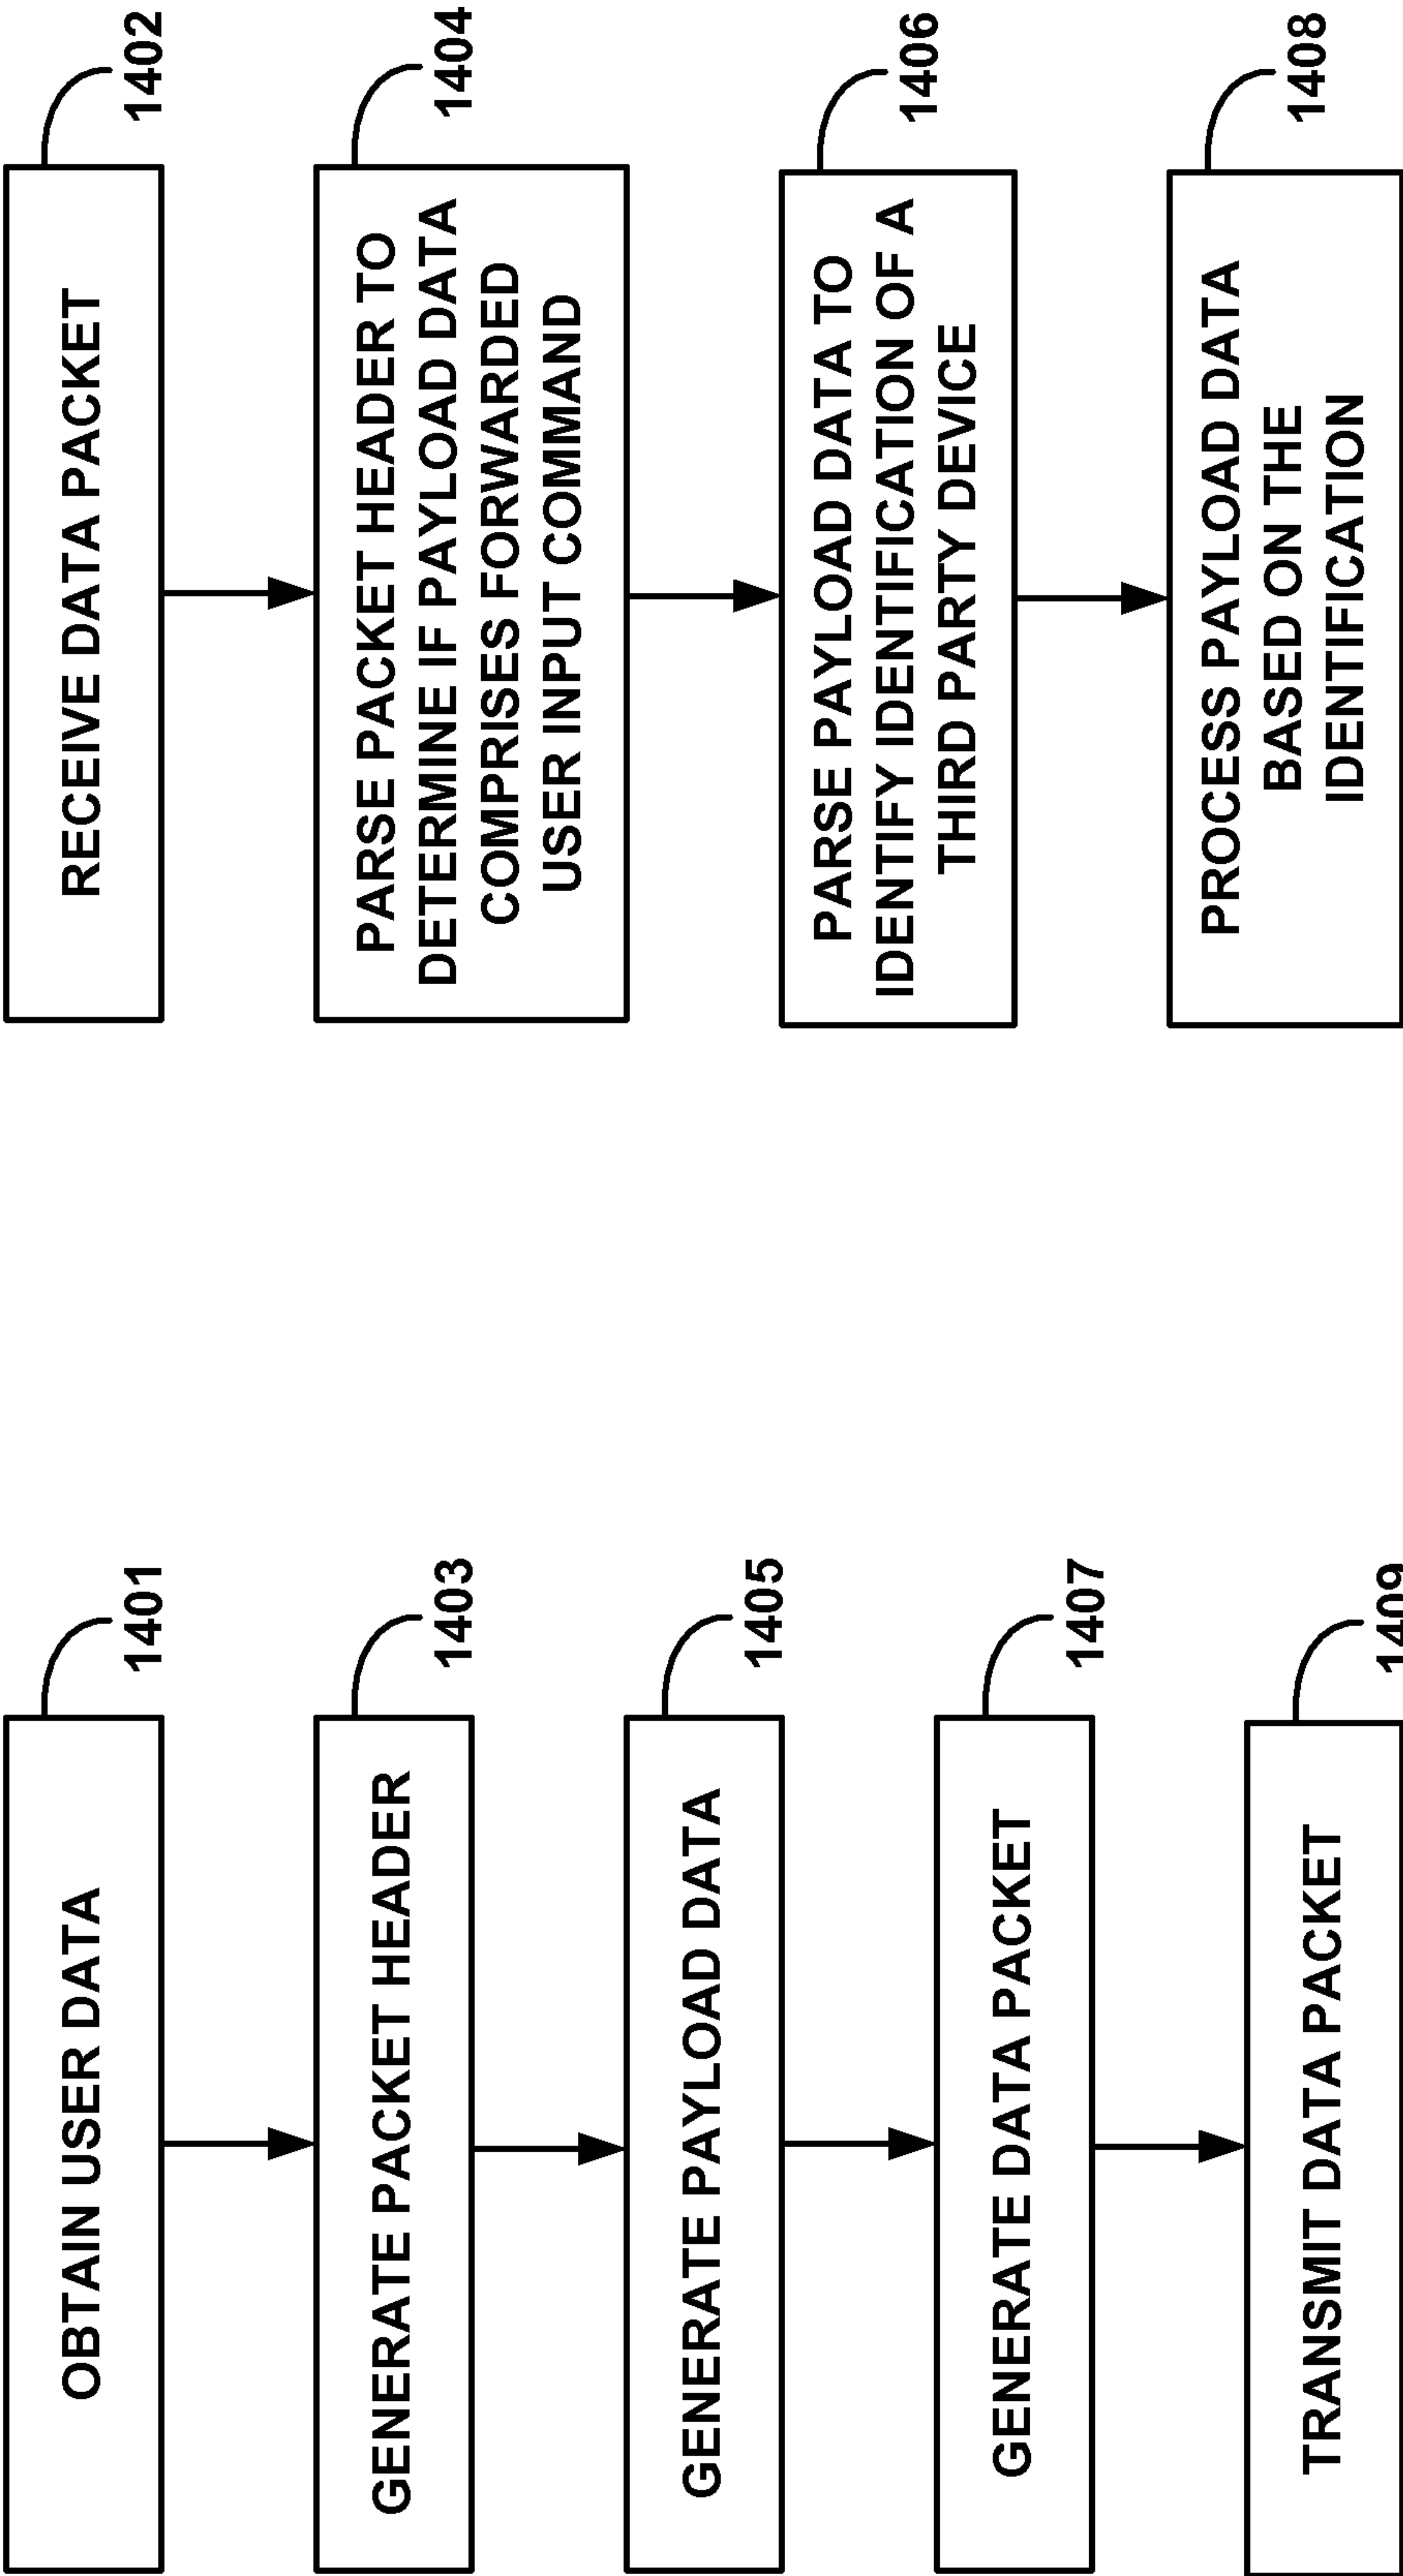 OBTAIN USER DATA
1401
GENERATE PACKET HEADER
1403
GENERATE PAYLOAD DATA
1405
GENERATE DATA PACKET
1407
TRANSMIT DATA PACKET
1409
RECEIVE DATA PACKET
1402
PARSE PACKET HEADER TO
DETERMINE IF PAYLOAD DATA
COMPRISES FORWARDED
USER INPUT COMMAND
1404
PARSE PAYLOAD DATA TO
IDENTIFY IDENTIFICATION OF A
THIRD PARTY DEVICE
1406
PROCESS PAYLOAD DATA
BASED ON THE
IDENTIFICATION
1408